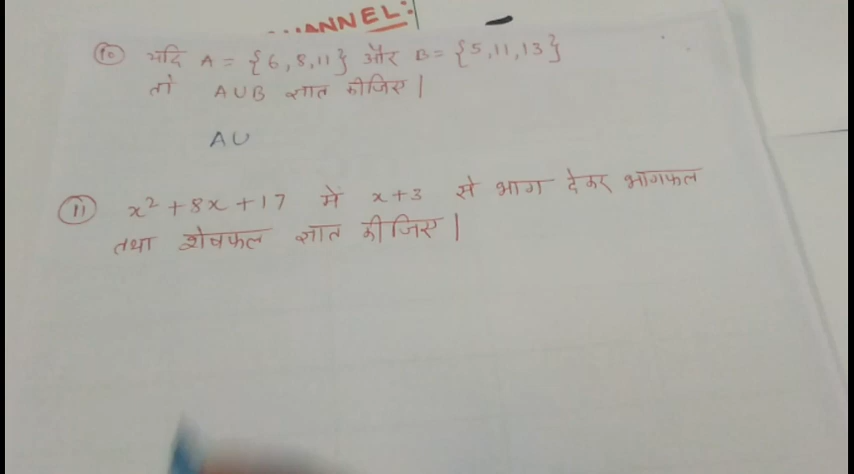 ANNEL:
10 यदि A = {6, 8, 11} और B = {5, 11, 13}
तो A∪B ज्ञात कीजिए।
A∪
11 x² + 8x + 17 में x + 3 से भाग देकर भागफल
तथा शेषफल ज्ञात कीजिए।